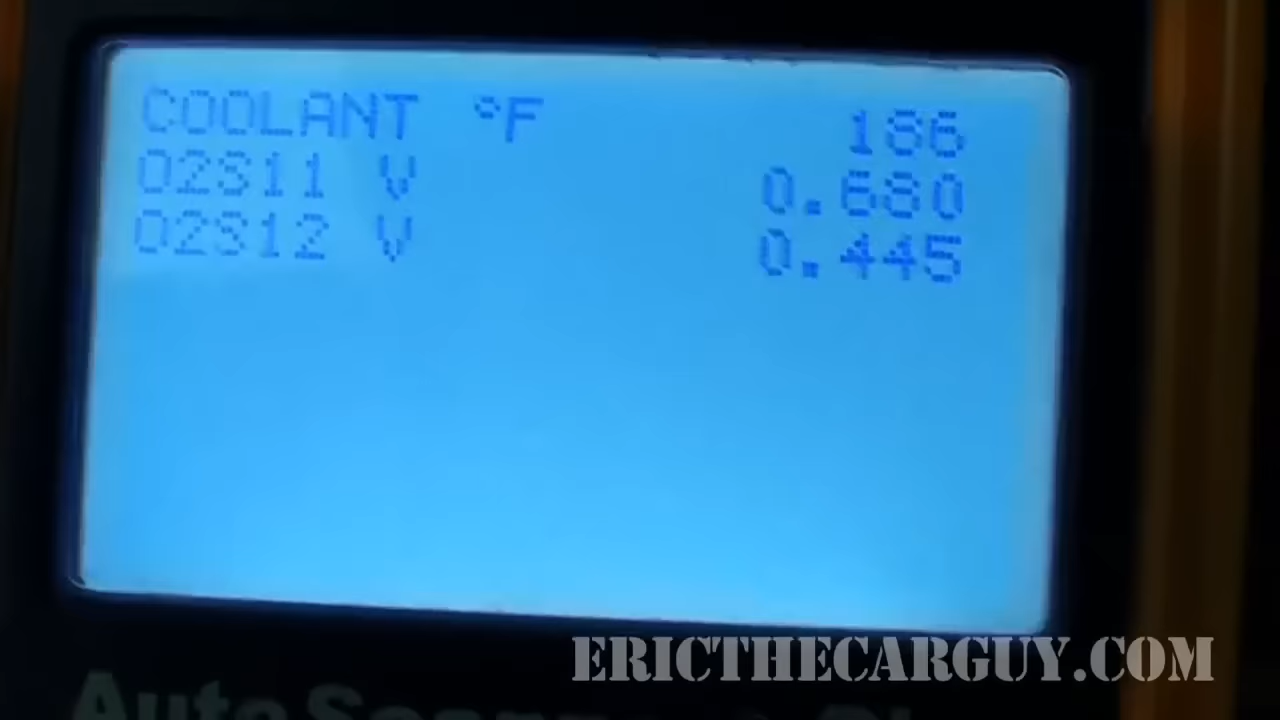 COOLANT °F 186
O2S11 V 0.680
O2S12 V 0.445
ERICTHECARGUY.COM